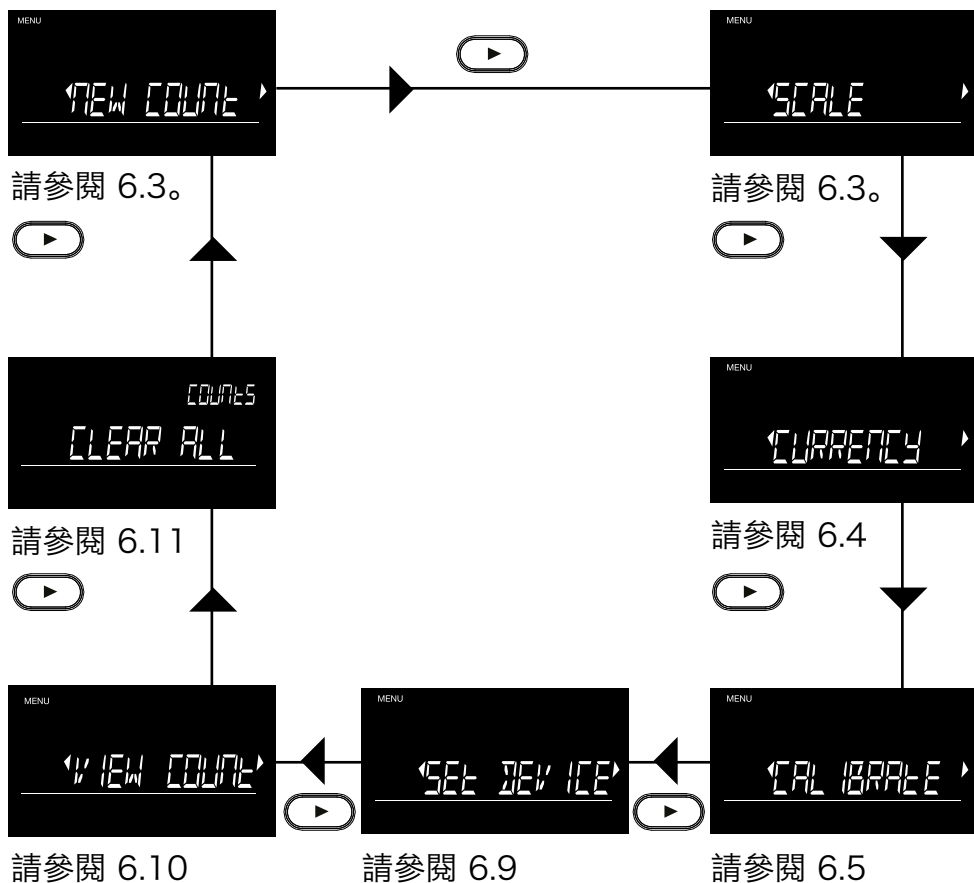 MENU
NEW COUNt
請參閱 6.3。
MENU
SCALE
請參閱 6.3。
COUNtS
CLEAR ALL
請參閱 6.11
MENU
CURRENCY
請參閱 6.4
MENU
VIEW COUNt
請參閱 6.10
MENU
SEt DEVICE
請參閱 6.9
MENU
CALIBRAtE
請參閱 6.5